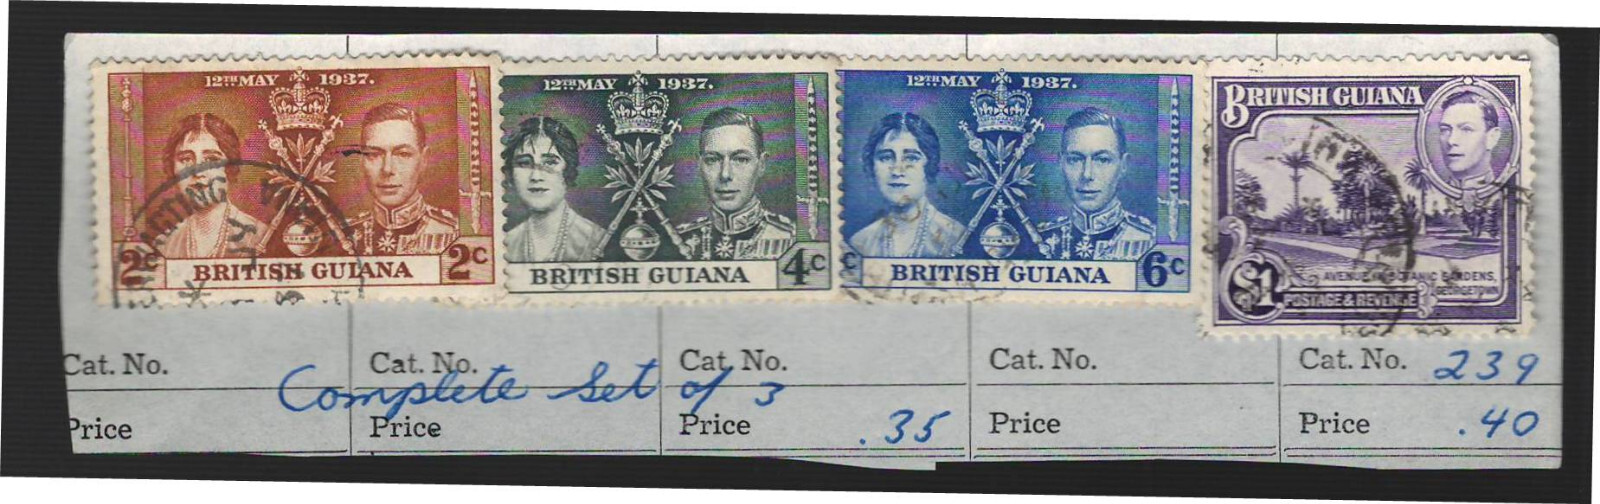 12TH MAY 1937.
2c BRITISH GUIANA 2c
12TH MAY 1937.
BRITISH GUIANA 4c
12TH MAY 1937.
c BRITISH GUIANA 6c
BRITISH GUIANA
AVENUE IN BOTANIC GARDENS,
GEORGETOWN
$1 POSTAGE & REVENUE
Cat. No. Cat. No. Cat. No. Cat. No. Cat. No. 239
Complete Set of 3
Price Price Price .35 Price Price .40